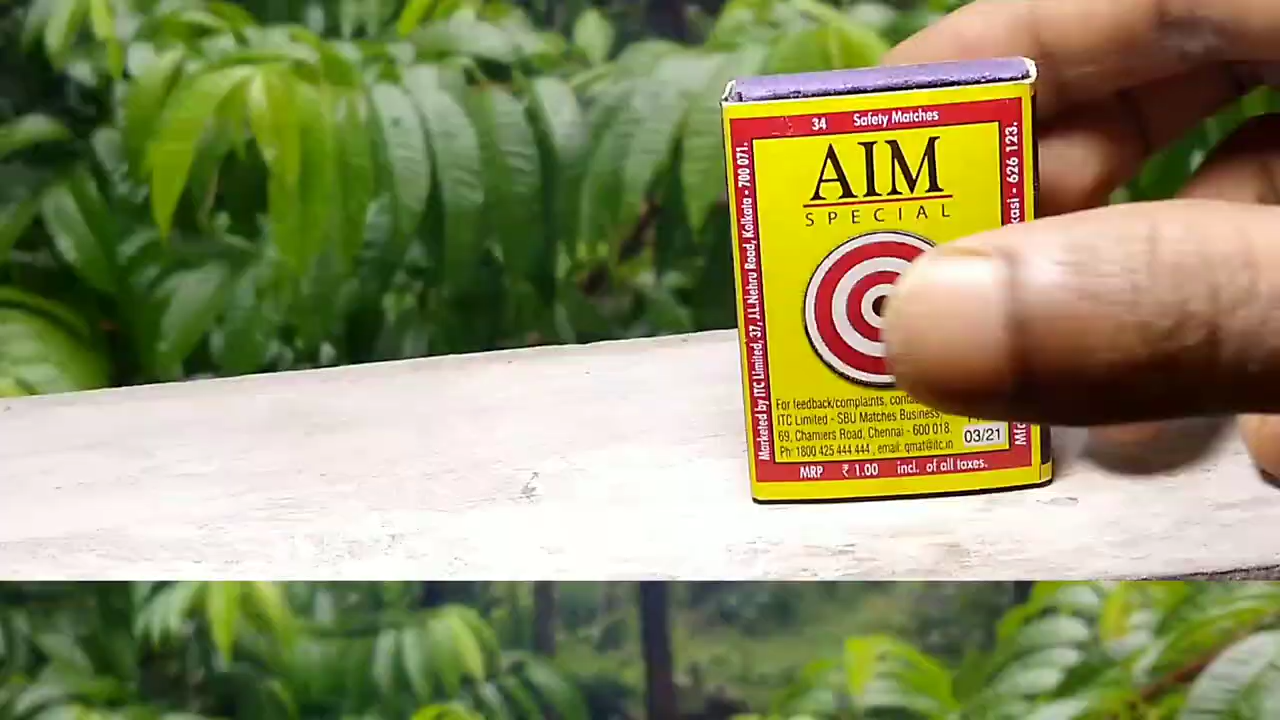 34 Safety Matches
AIM
SPECIAL
For feedback/complaints,
ITC Limited - SBU Matches Business,
69, Chamiers Road, Chennai - 600 018.
Ph: 1800 425 444 444 , email: qmat@itc.in
03/21
MRP ₹ 1.00 incl. of all taxes.
Marketed by ITC Limited, 37, J.L.Nehru Road, Kolkata - 700 071.
- 626 123.